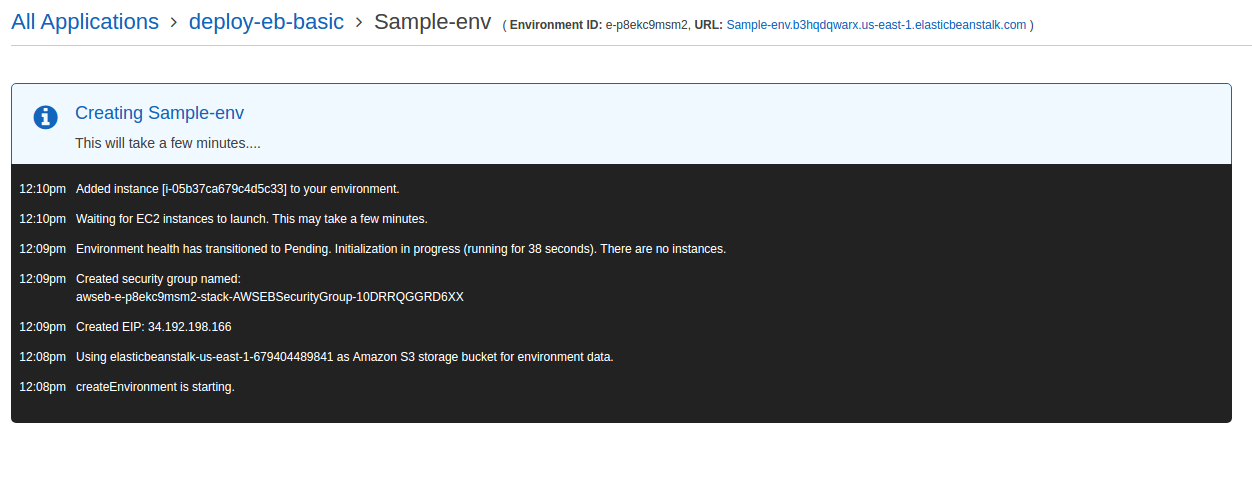 All Applications > deploy-eb-basic > Sample-env ( Environment ID: e-p8ekc9msm2, URL: Sample-env.b3hqdqwarx.us-east-1.elasticbeanstalk.com )
Creating Sample-env
This will take a few minutes....
12:10pm Added instance [i-05b37ca679c4d5c33] to your environment.
12:10pm Waiting for EC2 instances to launch. This may take a few minutes.
12:09pm Environment health has transitioned to Pending. Initialization in progress (running for 38 seconds). There are no instances.
12:09pm Created security group named:
awseb-e-p8ekc9msm2-stack-AWSEBSecurityGroup-10DRRQGGRD6XX
12:09pm Created EIP: 34.192.198.166
12:08pm Using elasticbeanstalk-us-east-1-679404489841 as Amazon S3 storage bucket for environment data.
12:08pm createEnvironment is starting.